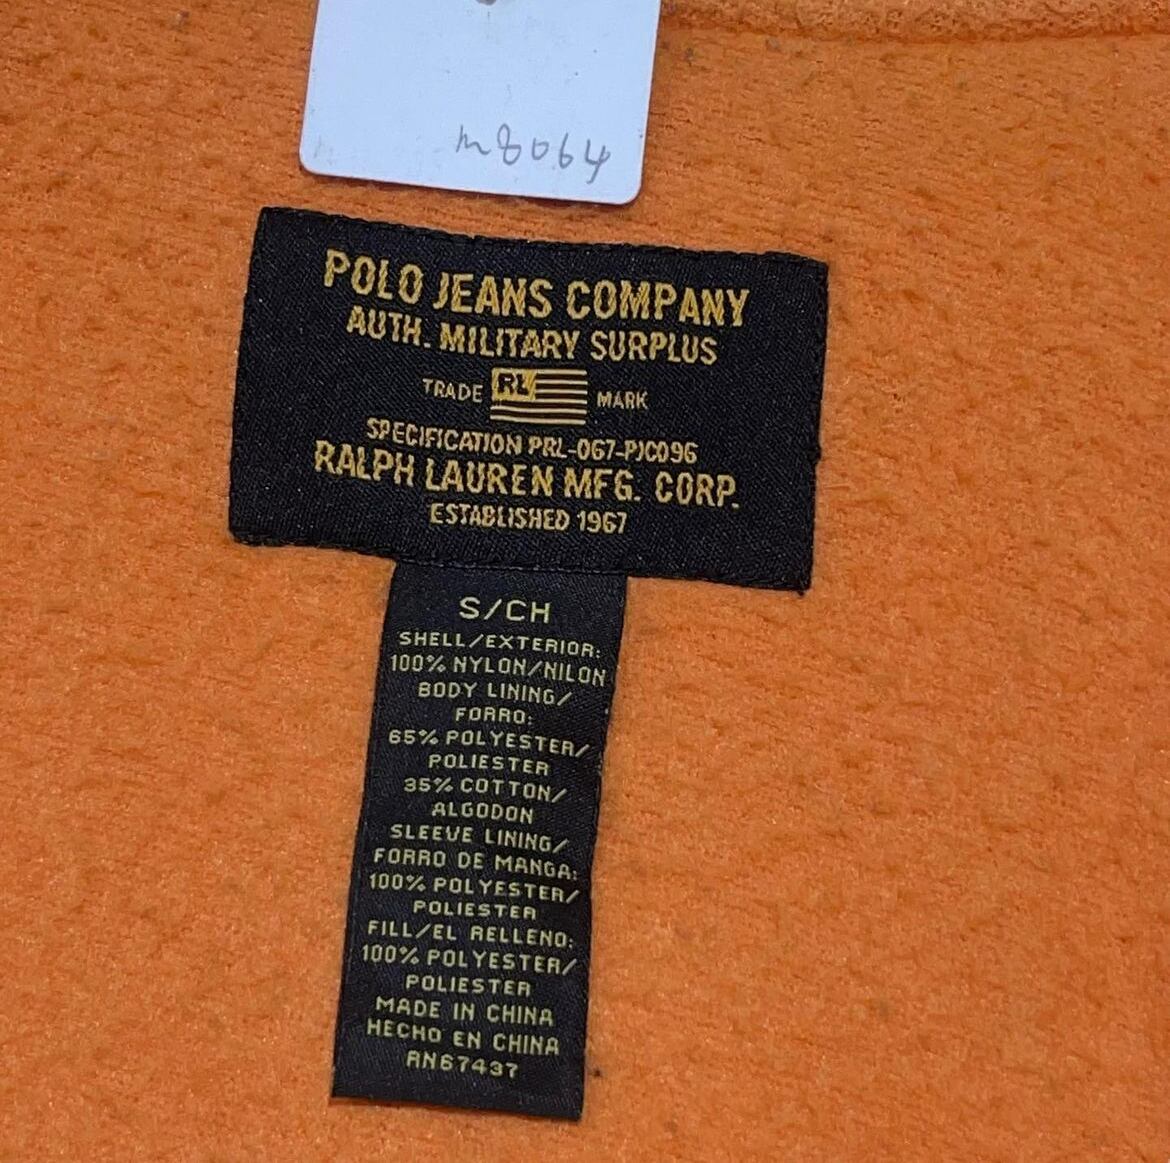 m8064
POLO JEANS COMPANY
AUTH. MILITARY SURPLUS
TRADE RL MARK
SPECIFICATION PRL-067-PJC096
RALPH LAUREN MFG. CORP.
ESTABLISHED 1967
S/CH
SHELL/EXTERIOR:
100% NYLON/NILON
BODY LINING/
FORRO:
65% POLYESTER/
POLIESTER
35% COTTON/
ALGODON
SLEEVE LINING/
FORRO DE MANGA:
100% POLYESTER/
POLIESTER
FILL/EL RELLENO:
100% POLYESTER/
POLIESTER
MADE IN CHINA
HECHO EN CHINA
RN67437